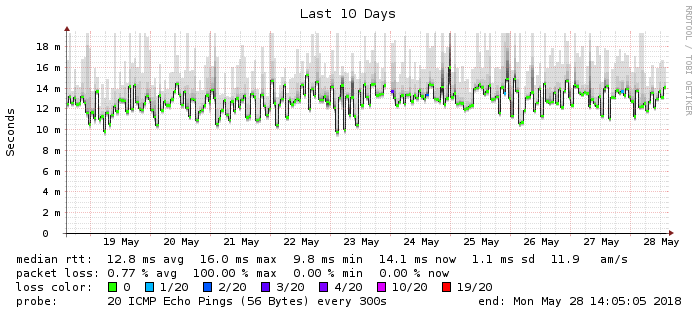 Last 10 Days
RRDTOOL / TOBI OETIKER
Seconds
18 m
16 m
14 m
12 m
10 m
8 m
6 m
4 m
2 m
0
19 May 20 May 21 May 22 May 23 May 24 May 25 May 26 May 27 May 28 May
median rtt: 12.8 ms avg 16.0 ms max 9.8 ms min 14.1 ms now 1.1 ms sd 11.9 am/s
packet loss: 0.77 % avg 100.00 % max 0.00 % min 0.00 % now
loss color: 0 1/20 2/20 3/20 4/20 10/20 19/20
probe: 20 ICMP Echo Pings (56 Bytes) every 300s end: Mon May 28 14:05:05 2018